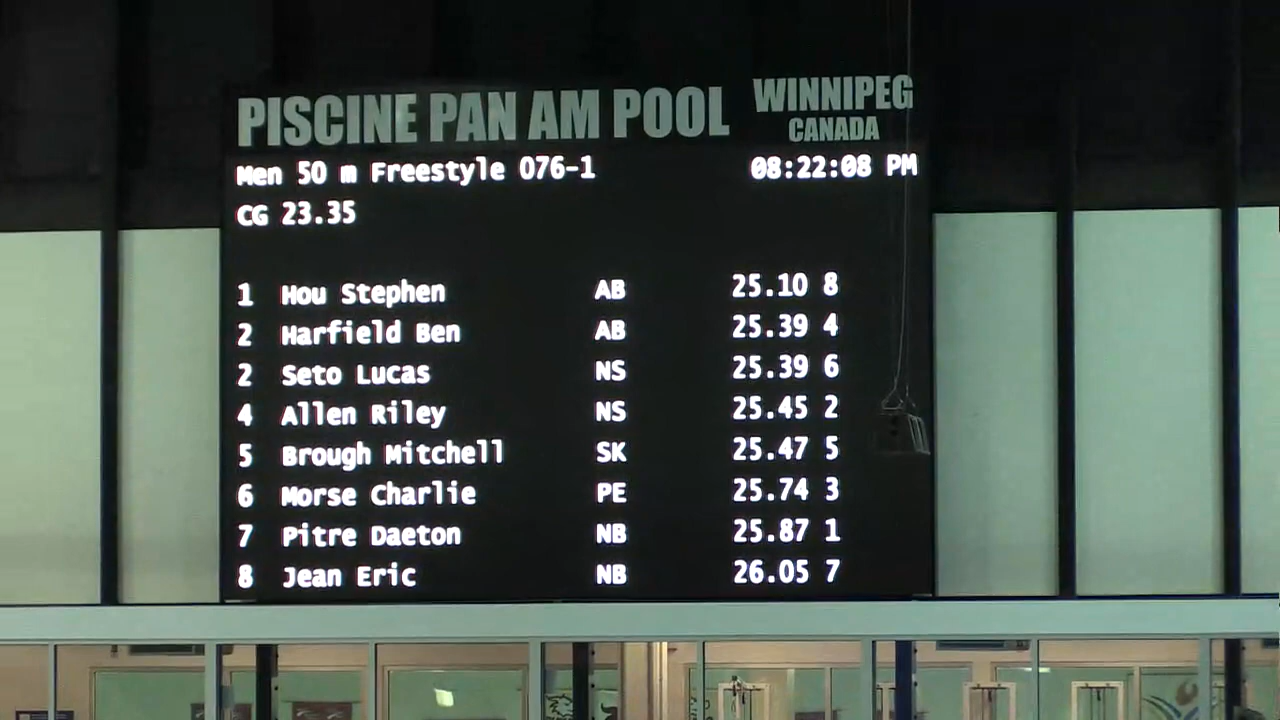 PISCINE PAN AM POOL WINNIPEG CANADA
Men 50 m Freestyle 076-1 08:22:08 PM
CG 23.35
1 Hou Stephen AB 25.10 8
2 Harfield Ben AB 25.39 4
2 Seto Lucas NS 25.39 6
4 Allen Riley NS 25.45 2
5 Brough Mitchell SK 25.47 5
6 Morse Charlie PE 25.74 3
7 Pitre Daeton NB 25.87 1
8 Jean Eric NB 26.05 7